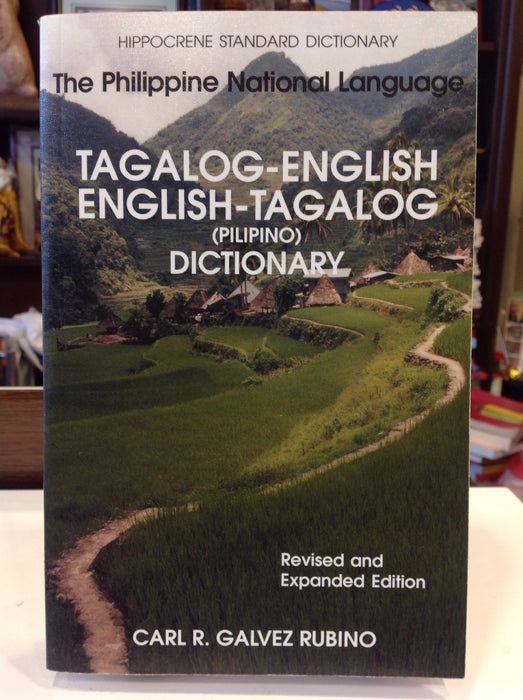 HIPPOCRENE STANDARD DICTIONARY
The Philippine National Language
TAGALOG-ENGLISH
ENGLISH-TAGALOG
(PILIPINO)
DICTIONARY
Revised and
Expanded Edition
CARL R. GALVEZ RUBINO